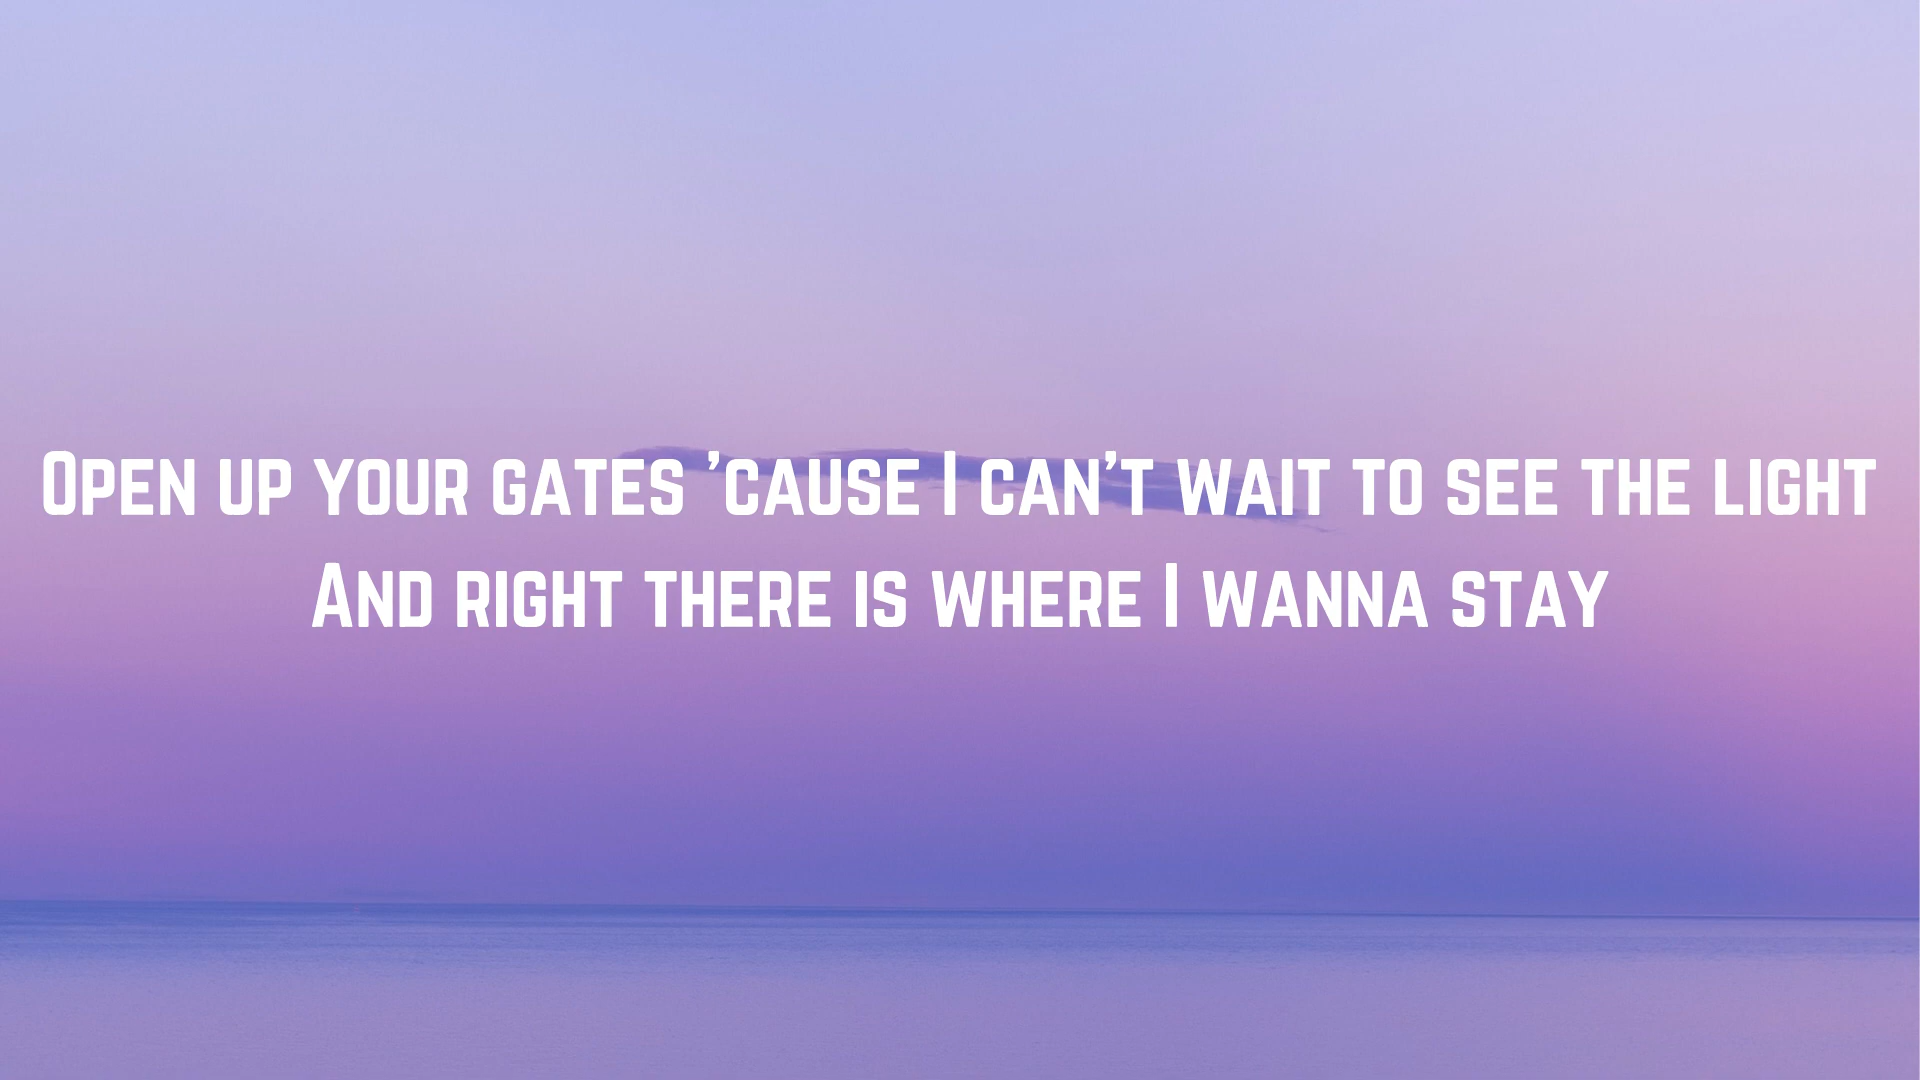 Open up your gates 'cause I can't wait to see the light
And right there is where I wanna stay